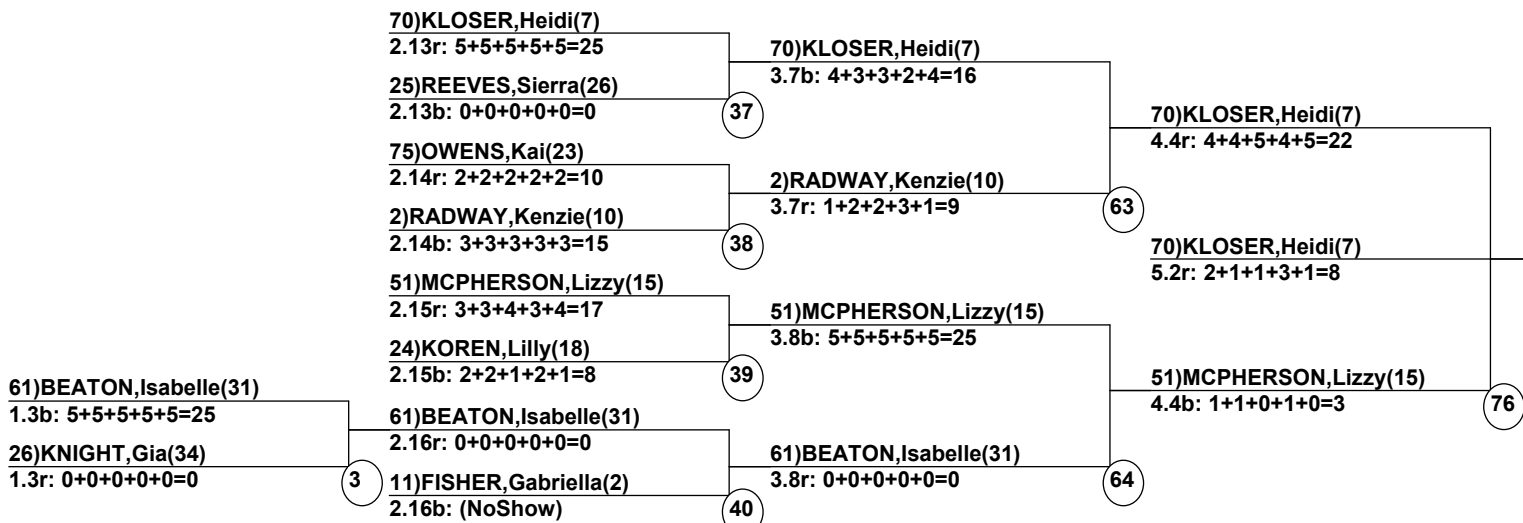 70)KLOSER,Heidi(7)
2.13r: 5+5+5+5+5=25
25)REEVES,Sierra(26)
2.13b: 0+0+0+0+0=0
37
75)OWENS,Kai(23)
2.14r: 2+2+2+2+2=10
2)RADWAY,Kenzie(10)
2.14b: 3+3+3+3+3=15
38
51)MCPHERSON,Lizzy(15)
2.15r: 3+3+4+3+4=17
24)KOREN,Lilly(18)
2.15b: 2+2+1+2+1=8
39
61)BEATON,Isabelle(31)
1.3b: 5+5+5+5+5=25
26)KNIGHT,Gia(34)
1.3r: 0+0+0+0+0=0
3
61)BEATON,Isabelle(31)
2.16r: 0+0+0+0+0=0
11)FISHER,Gabriella(2)
2.16b: (NoShow)
40
70)KLOSER,Heidi(7)
3.7b: 4+3+3+2+4=16
2)RADWAY,Kenzie(10)
3.7r: 1+2+2+3+1=9
63
51)MCPHERSON,Lizzy(15)
3.8b: 5+5+5+5+5=25
61)BEATON,Isabelle(31)
3.8r: 0+0+0+0+0=0
64
70)KLOSER,Heidi(7)
4.4r: 4+4+5+4+5=22
70)KLOSER,Heidi(7)
5.2r: 2+1+1+3+1=8
51)MCPHERSON,Lizzy(15)
4.4b: 1+1+0+1+0=3
76